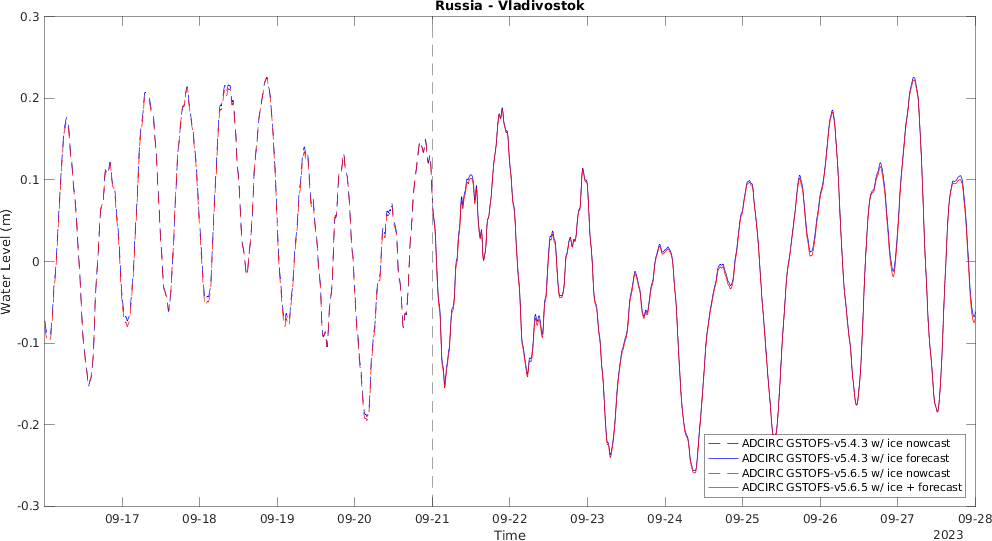 Russia - Vladivostok
0.3
0.2
0.1
0
-0.1
-0.2
-0.3
Water Level (m)
ADCIRC GSTOFS-v5.4.3 w/ ice nowcast
ADCIRC GSTOFS-v5.4.3 w/ ice forecast
ADCIRC GSTOFS-v5.6.5 w/ ice nowcast
ADCIRC GSTOFS-v5.6.5 w/ ice + forecast
09-17 09-18 09-19 09-20 09-21 09-22 09-23 09-24 09-25 09-26 09-27 09-28
Time
2023